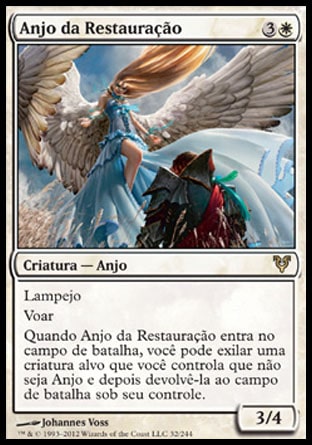 Anjo da Restauração 3
Criatura — Anjo
Lampejo
Voar
Quando Anjo da Restauração entra no
campo de batalha, você pode exilar uma
criatura alvo que você controla que não
seja Anjo e depois devolvê-la ao campo
de batalha sob seu controle.
Johannes Voss
™ & © 1993–2012 Wizards of the Coast LLC 32/244
3/4